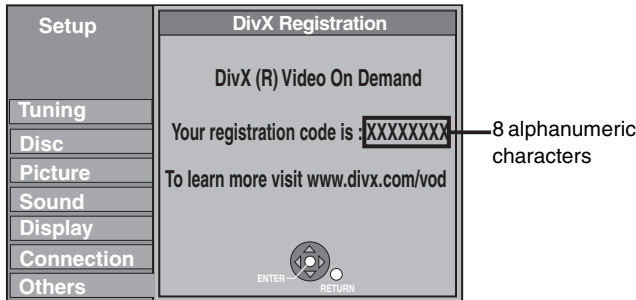 Setup
Tuning
Disc
Picture
Sound
Display
Connection
Others
DivX Registration
DivX (R) Video On Demand
Your registration code is : XXXXXXXX
To learn more visit www.divx.com/vod
ENTER
RETURN
8 alphanumeric
characters